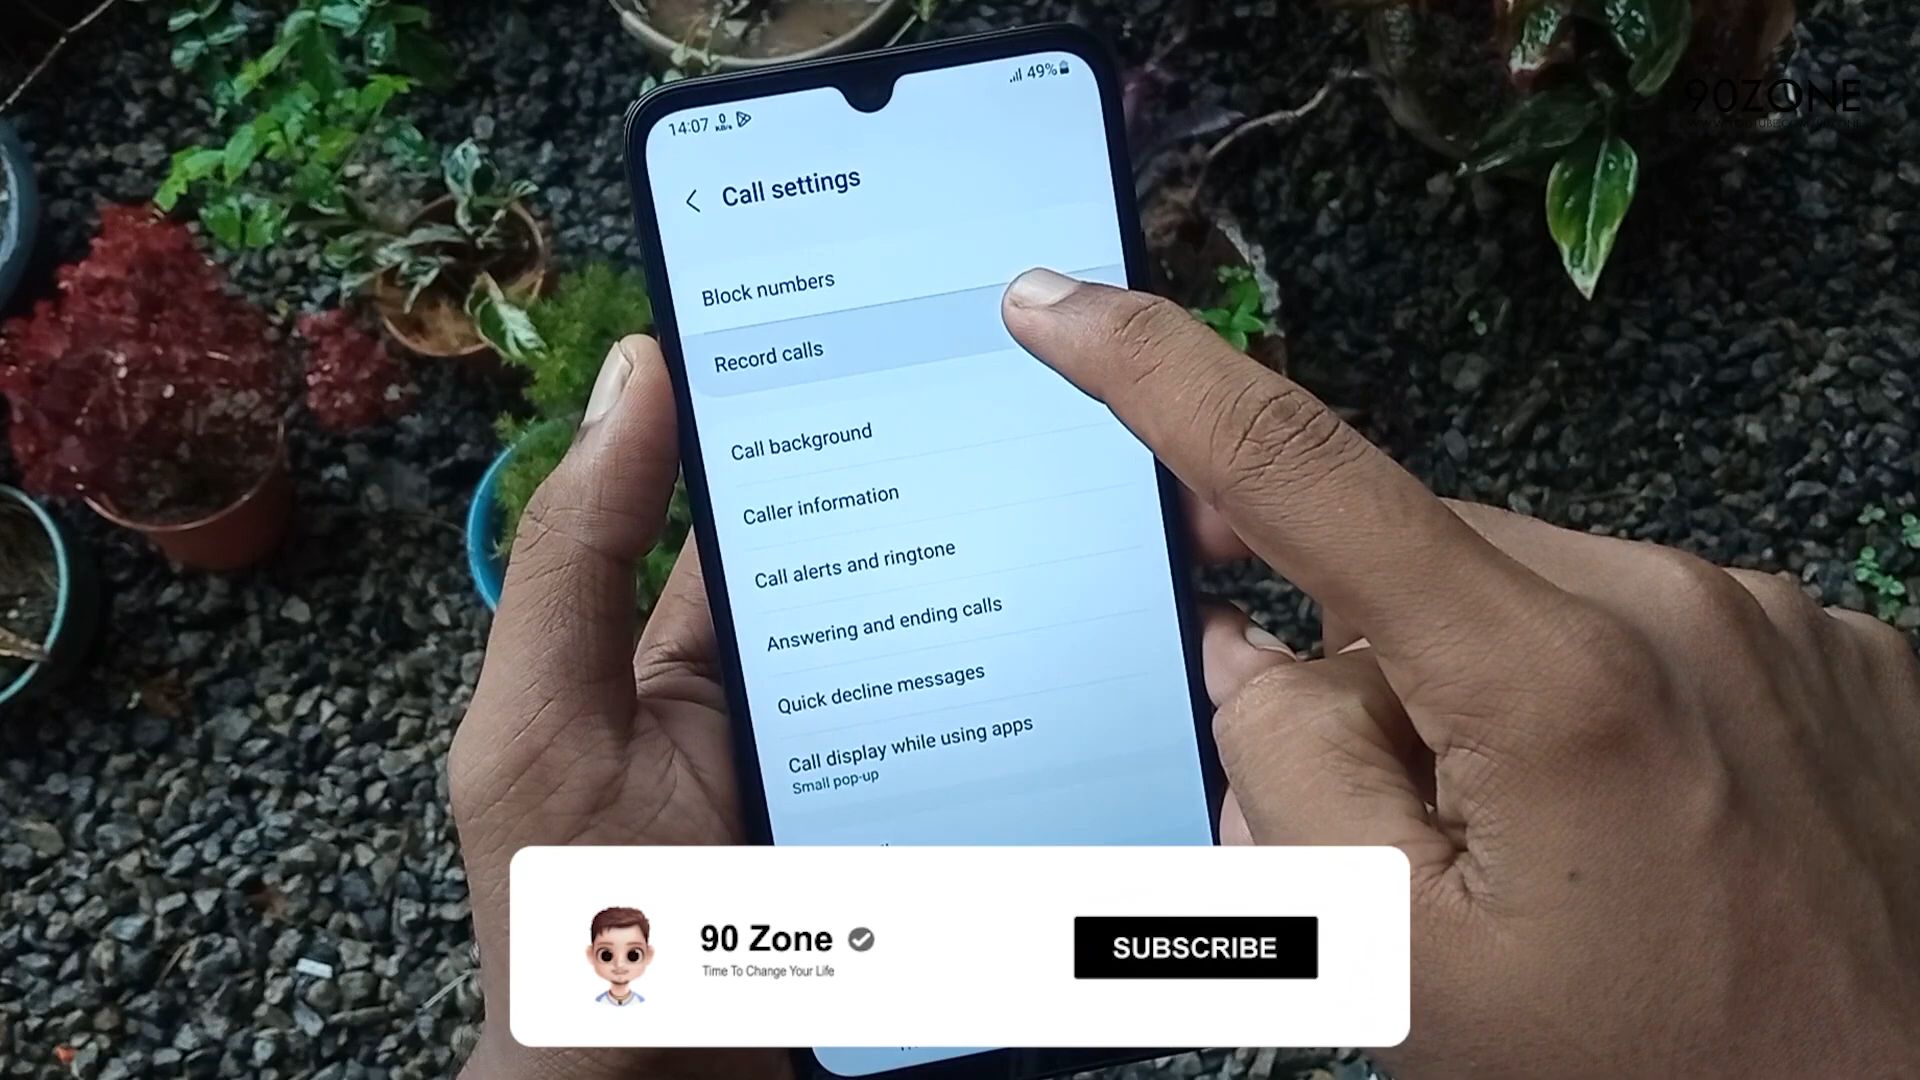 90ZONE
14:07 0 KB/s
49%
Call settings
Block numbers
Record calls
Call background
Caller information
Call alerts and ringtone
Answering and ending calls
Quick decline messages
Call display while using apps
Small pop-up
90 Zone
Time To Change Your Life
SUBSCRIBE